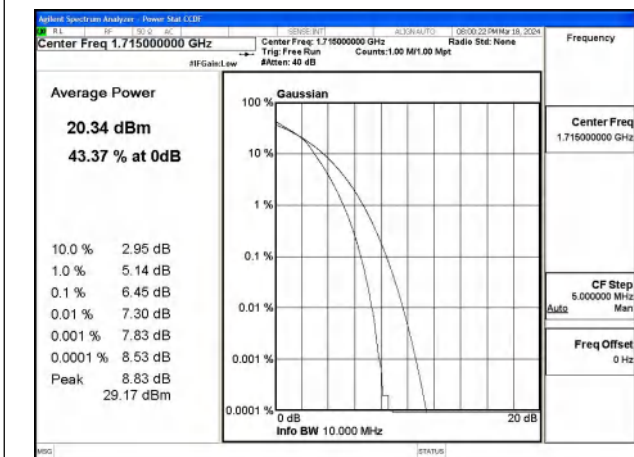 Agilent Spectrum Analyzer - Power Stat CCDF
RL RF 50 Ω AC SENSE:INT ALIGN AUTO 08:00:22 PM Mar 18, 2024
Center Freq 1.715000000 GHz
Center Freq: 1.715000000 GHz Radio Std: None
Trig: Free Run Counts:1.00 M/1.00 Mpt
#IFGain:Low #Atten: 40 dB
Frequency
Average Power
20.34 dBm
43.37 % at 0dB
10.0 % 2.95 dB
1.0 % 5.14 dB
0.1 % 6.45 dB
0.01 % 7.30 dB
0.001 % 7.83 dB
0.0001 % 8.53 dB
Peak 8.83 dB
29.17 dBm
Gaussian
100 %
10 %
1 %
0.1 %
0.01 %
0.001 %
0.0001 %
0 dB 20 dB
Info BW 10.000 MHz
Center Freq
1.715000000 GHz
CF Step
5.000000 MHz
Auto Man
Freq Offset
0 Hz
MSG STATUS